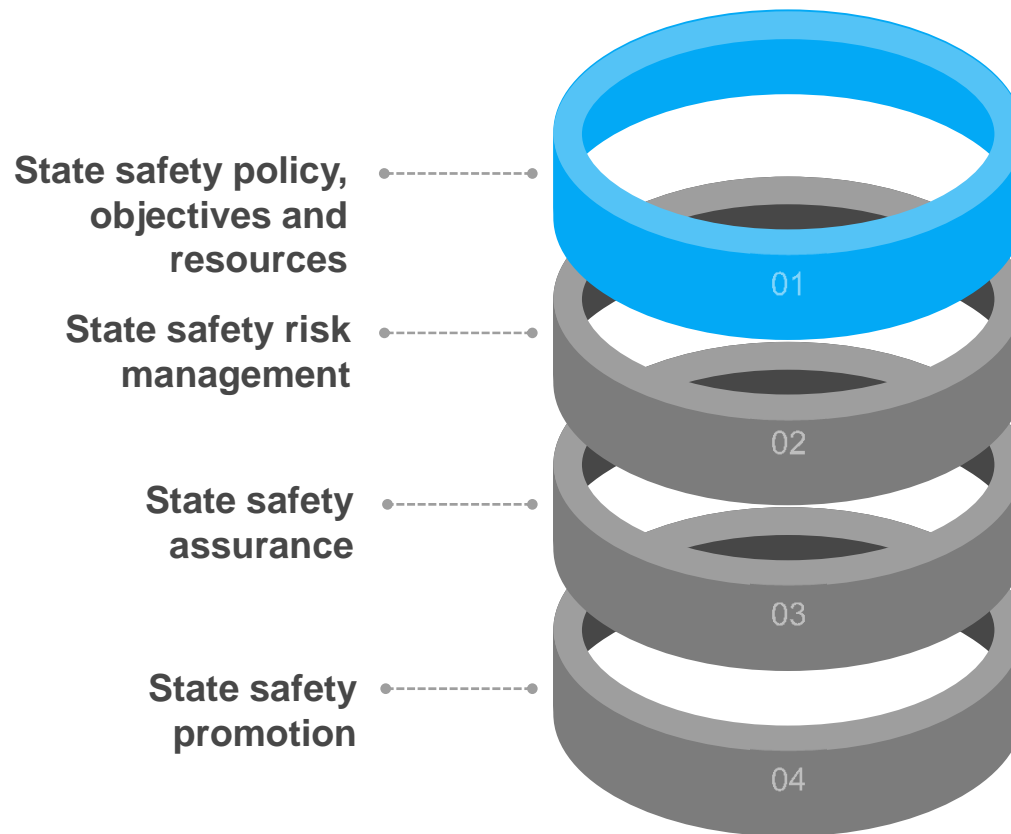 State safety policy,
objectives and
resources
01
State safety risk
management
02
State safety
assurance
03
State safety
promotion
04